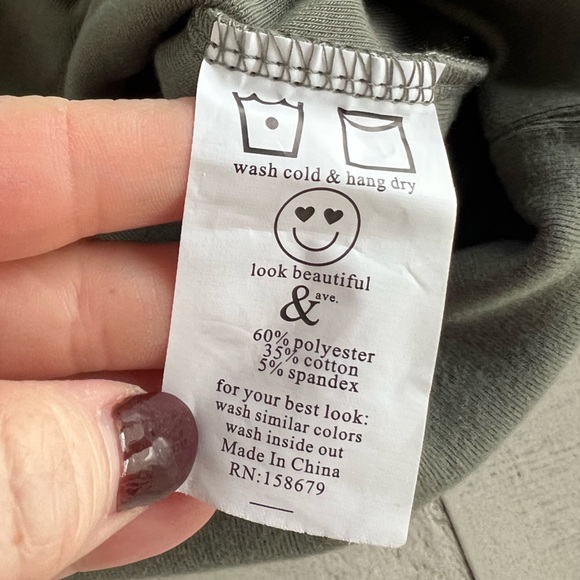 wash cold & hang dry
look beautiful
& ave.
60% polyester
35% cotton
5% spandex
for your best look:
wash similar colors
wash inside out
Made In China
RN:158679